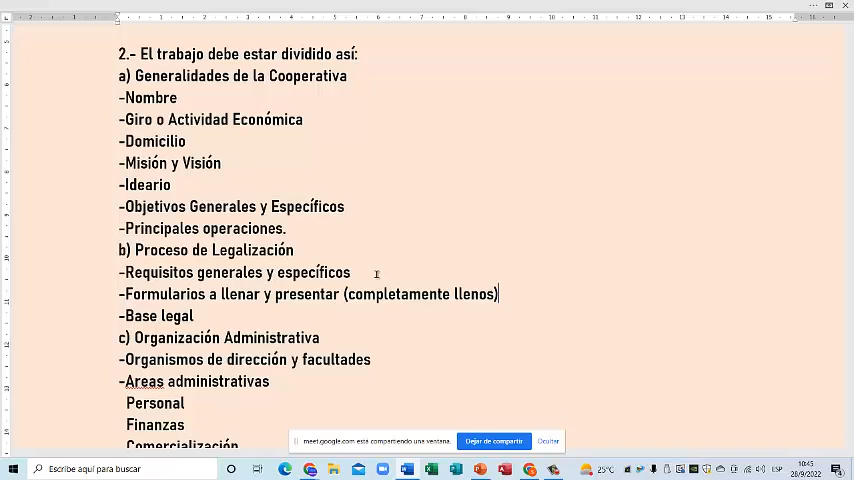 2.- El trabajo debe estar dividido así:
a) Generalidades de la Cooperativa
-Nombre
-Giro o Actividad Económica
-Domicilio
-Misión y Visión
-Ideario
-Objetivos Generales y Específicos
-Principales operaciones.
b) Proceso de Legalización
-Requisitos generales y específicos
-Formularios a llenar y presentar (completamente llenos)
-Base legal
c) Organización Administrativa
-Organismos de dirección y facultades
-Areas administrativas
Personal
Finanzas
Comercialización
meet.google.com está compartiendo una ventana. Dejar de compartir Ocultar
Escribe aquí para buscar 25°C ESP 10:45
28/9/2022